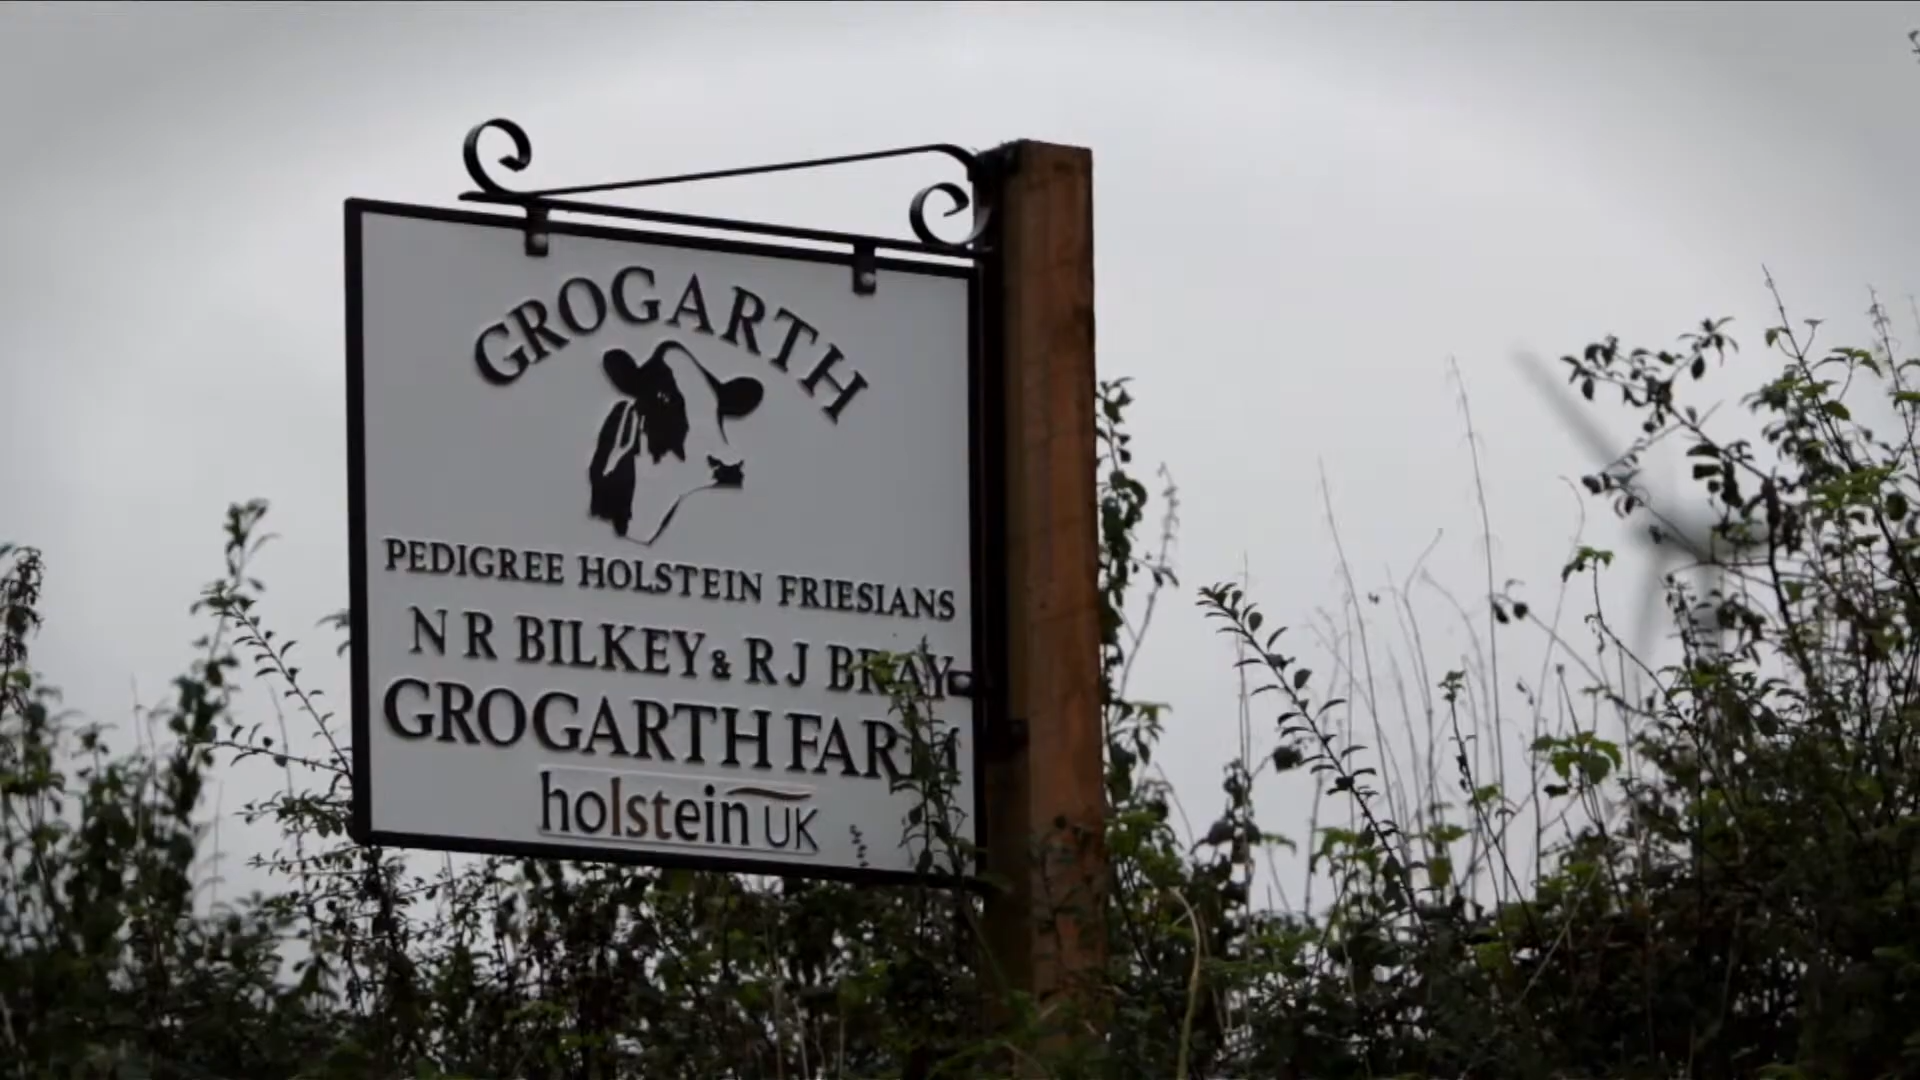 GROGARTH
PEDIGREE HOLSTEIN FRIESIANS
N R BILKEY & R J BRAY
GROGARTH FARM
holstein UK